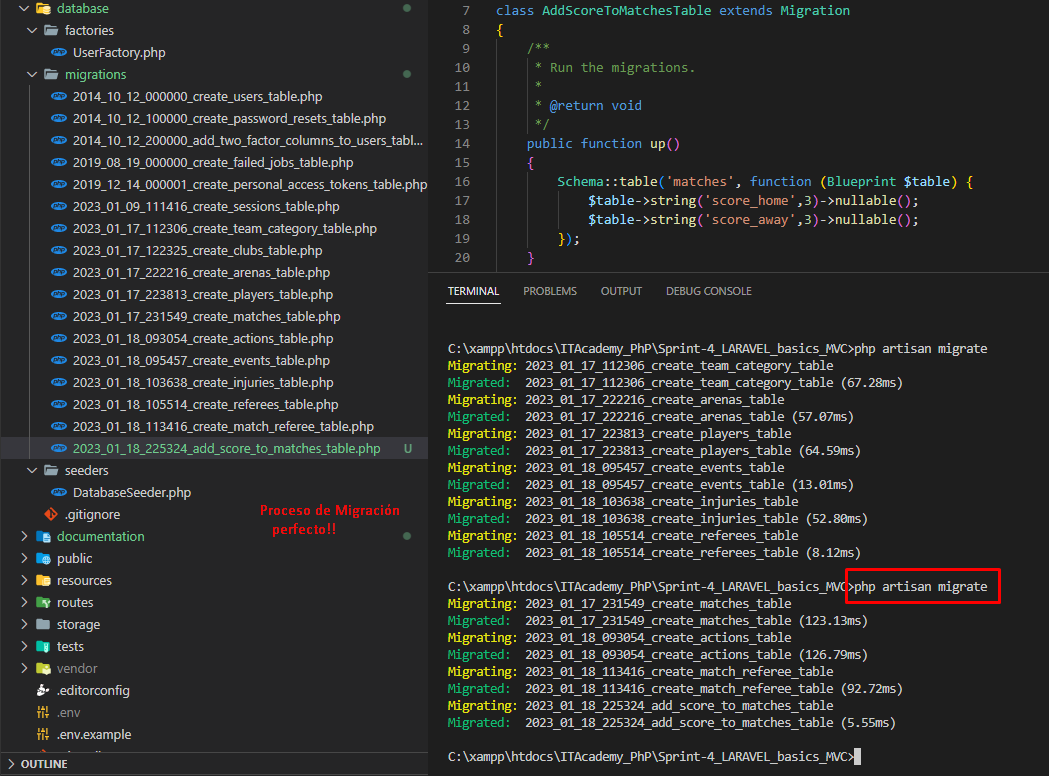 database
factories
UserFactory.php
migrations
2014_10_12_000000_create_users_table.php
2014_10_12_100000_create_password_resets_table.php
2014_10_12_200000_add_two_factor_columns_to_users_tabl...
2019_08_19_000000_create_failed_jobs_table.php
2019_12_14_000001_create_personal_access_tokens_table.php
2023_01_09_111416_create_sessions_table.php
2023_01_17_112306_create_team_category_table.php
2023_01_17_122325_create_clubs_table.php
2023_01_17_222216_create_arenas_table.php
2023_01_17_223813_create_players_table.php
2023_01_17_231549_create_matches_table.php
2023_01_18_093054_create_actions_table.php
2023_01_18_095457_create_events_table.php
2023_01_18_103638_create_injuries_table.php
2023_01_18_105514_create_referees_table.php
2023_01_18_113416_create_match_referee_table.php
2023_01_18_225324_add_score_to_matches_table.php U
seeders
DatabaseSeeder.php
.gitignore
documentation
public
resources
routes
storage
tests
vendor
.editorconfig
.env
.env.example
OUTLINE
Proceso de Migración
perfecto!!
7 class AddScoreToMatchesTable extends Migration
8 {
9 /**
10 * Run the migrations.
11 *
12 * @return void
13 */
14 public function up()
15 {
16 Schema::table('matches', function (Blueprint $table) {
17 $table->string('score_home',3)->nullable();
18 $table->string('score_away',3)->nullable();
19 });
20 }
TERMINAL PROBLEMS OUTPUT DEBUG CONSOLE
C:\xampp\htdocs\ITAcademy_PhP\Sprint-4_LARAVEL_basics_MVC>php artisan migrate
Migrating: 2023_01_17_112306_create_team_category_table
Migrated: 2023_01_17_112306_create_team_category_table (67.28ms)
Migrating: 2023_01_17_222216_create_arenas_table
Migrated: 2023_01_17_222216_create_arenas_table (57.07ms)
Migrating: 2023_01_17_223813_create_players_table
Migrated: 2023_01_17_223813_create_players_table (64.59ms)
Migrating: 2023_01_18_095457_create_events_table
Migrated: 2023_01_18_095457_create_events_table (13.01ms)
Migrating: 2023_01_18_103638_create_injuries_table
Migrated: 2023_01_18_103638_create_injuries_table (52.80ms)
Migrating: 2023_01_18_105514_create_referees_table
Migrated: 2023_01_18_105514_create_referees_table (8.12ms)
C:\xampp\htdocs\ITAcademy_PhP\Sprint-4_LARAVEL_basics_MVC>php artisan migrate
Migrating: 2023_01_17_231549_create_matches_table
Migrated: 2023_01_17_231549_create_matches_table (123.13ms)
Migrating: 2023_01_18_093054_create_actions_table
Migrated: 2023_01_18_093054_create_actions_table (126.79ms)
Migrating: 2023_01_18_113416_create_match_referee_table
Migrated: 2023_01_18_113416_create_match_referee_table (92.72ms)
Migrating: 2023_01_18_225324_add_score_to_matches_table
Migrated: 2023_01_18_225324_add_score_to_matches_table (5.55ms)
C:\xampp\htdocs\ITAcademy_PhP\Sprint-4_LARAVEL_basics_MVC>